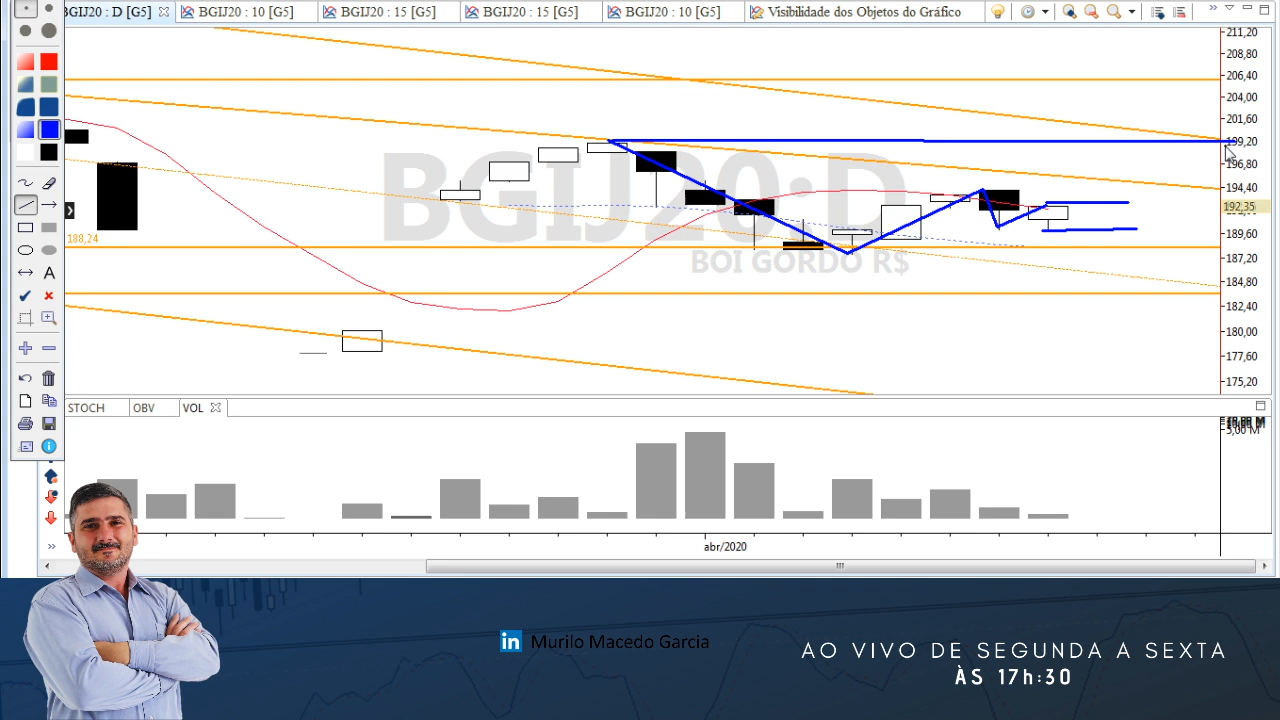 BGIJ20 : D [G5]
BGIJ20 : 10 [G5]
BGIJ20 : 15 [G5]
BGIJ20 : 15 [G5]
BGIJ20 : 10 [G5]
Visibilidade dos Objetos do Gráfico
211,20
208,80
206,40
204,00
201,60
199,20
196,80
194,40
192,35
189,60
187,20
184,80
182,40
180,00
177,60
175,20
BGIJ20:D
BOI GORDO R$
188,24
A
STOCH
OBV
VOL
5,00 M
abr/2020
in Murilo Macedo Garcia
AO VIVO DE SEGUNDA A SEXTA
ÀS 17h:30